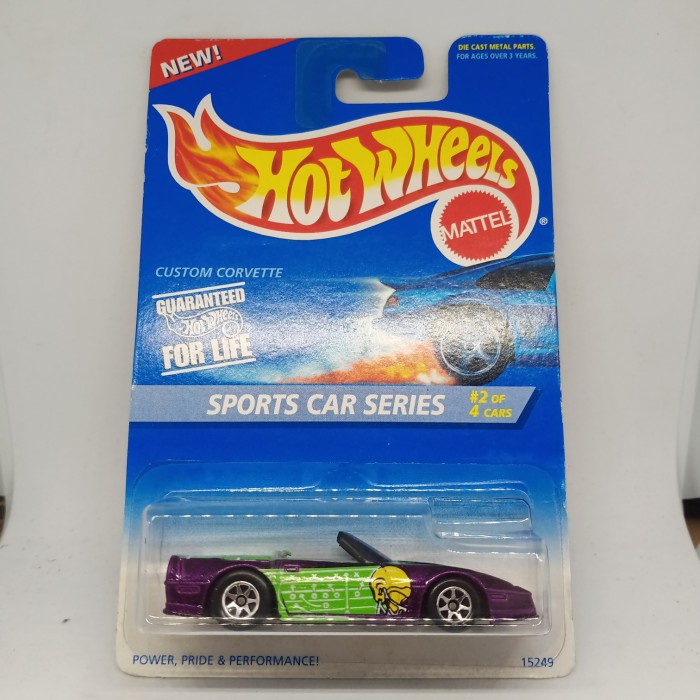 NEW!
DIE CAST METAL PARTS.
FOR AGES OVER 3 YEARS.
HOT WHEELS
MATTEL
®
CUSTOM CORVETTE
GUARANTEED
Hot Wheels
FOR LIFE
SPORTS CAR SERIES
#2 OF
4 CARS
POWER, PRIDE & PERFORMANCE!
15249